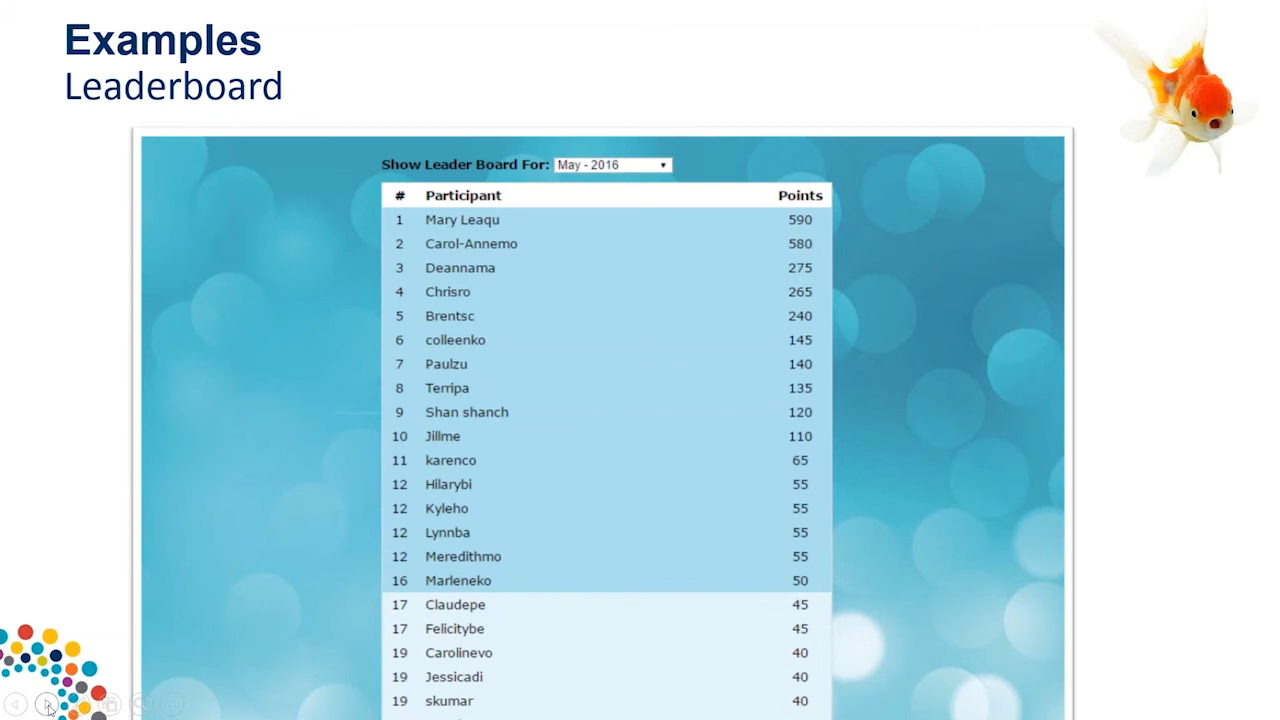 Examples
Leaderboard
Show Leader Board For: May - 2016
# Participant Points
1 Mary Leaqu 590
2 Carol-Annemo 580
3 Deannama 275
4 Chrisro 265
5 Brentsc 240
6 colleenko 145
7 Paulzu 140
8 Terripa 135
9 Shan shanch 120
10 Jillme 110
11 karenco 65
12 Hilarybi 55
12 Kyleho 55
12 Lynnba 55
12 Meredithmo 55
16 Marleneko 50
17 Claudepe 45
17 Felicitybe 45
19 Carolinevo 40
19 Jessicadi 40
19 skumar 40